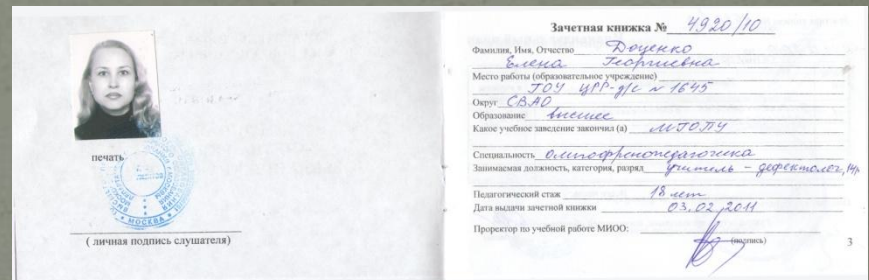 печать
МОСКВА
( личная подпись слушателя)
Зачетная книжка № 4920/10
Фамилия, Имя, Отчество Доценко
Елена Георгиевна
Место работы (образовательное учреждение)
ГОУ ЦРР-д/с № 1645
Округ СВАО
Образование высшее
Какое учебное заведение закончил (а) МГОПУ
Специальность Олигофренопедагогика
Занимаемая должность, категория, разряд учитель - дефектолог, 14р
Педагогический стаж 18 лет
Дата выдачи зачетной книжки 03.02.2011
Проректор по учебной работе МИОО:
(подпись)
3